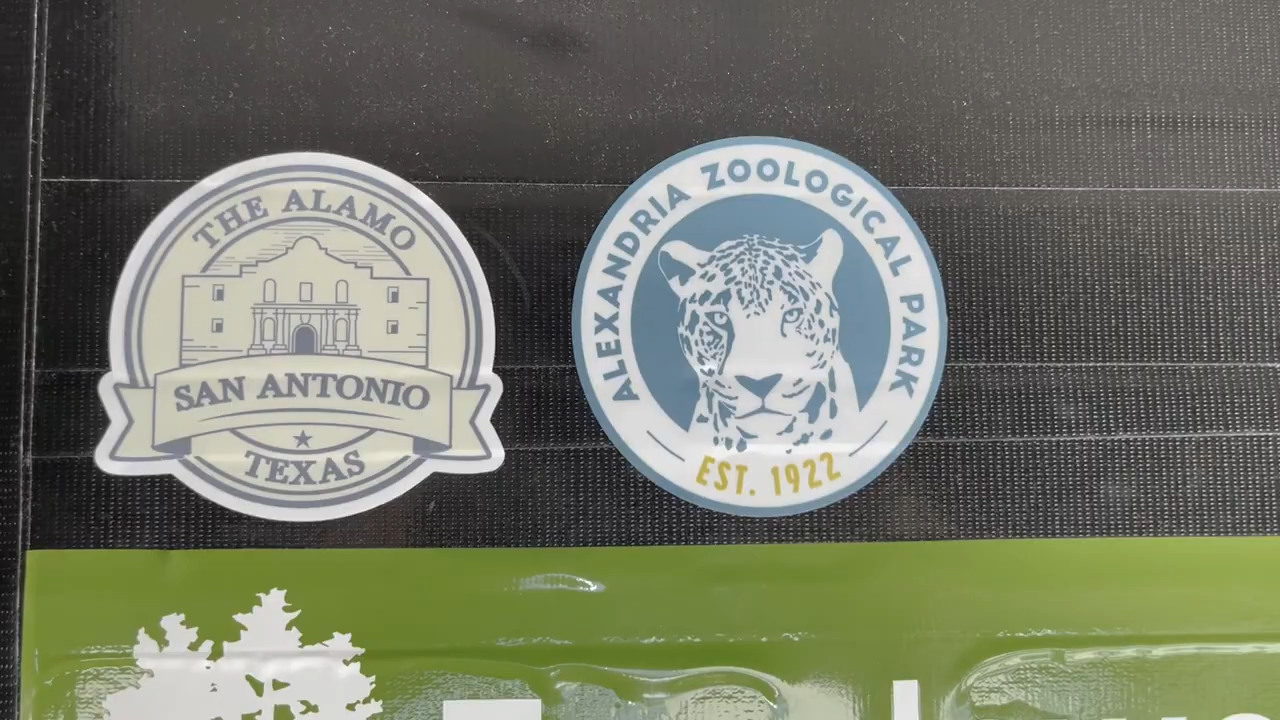 THE ALAMO
SAN ANTONIO
TEXAS
ALEXANDRIA ZOOLOGICAL PARK
EST. 1922